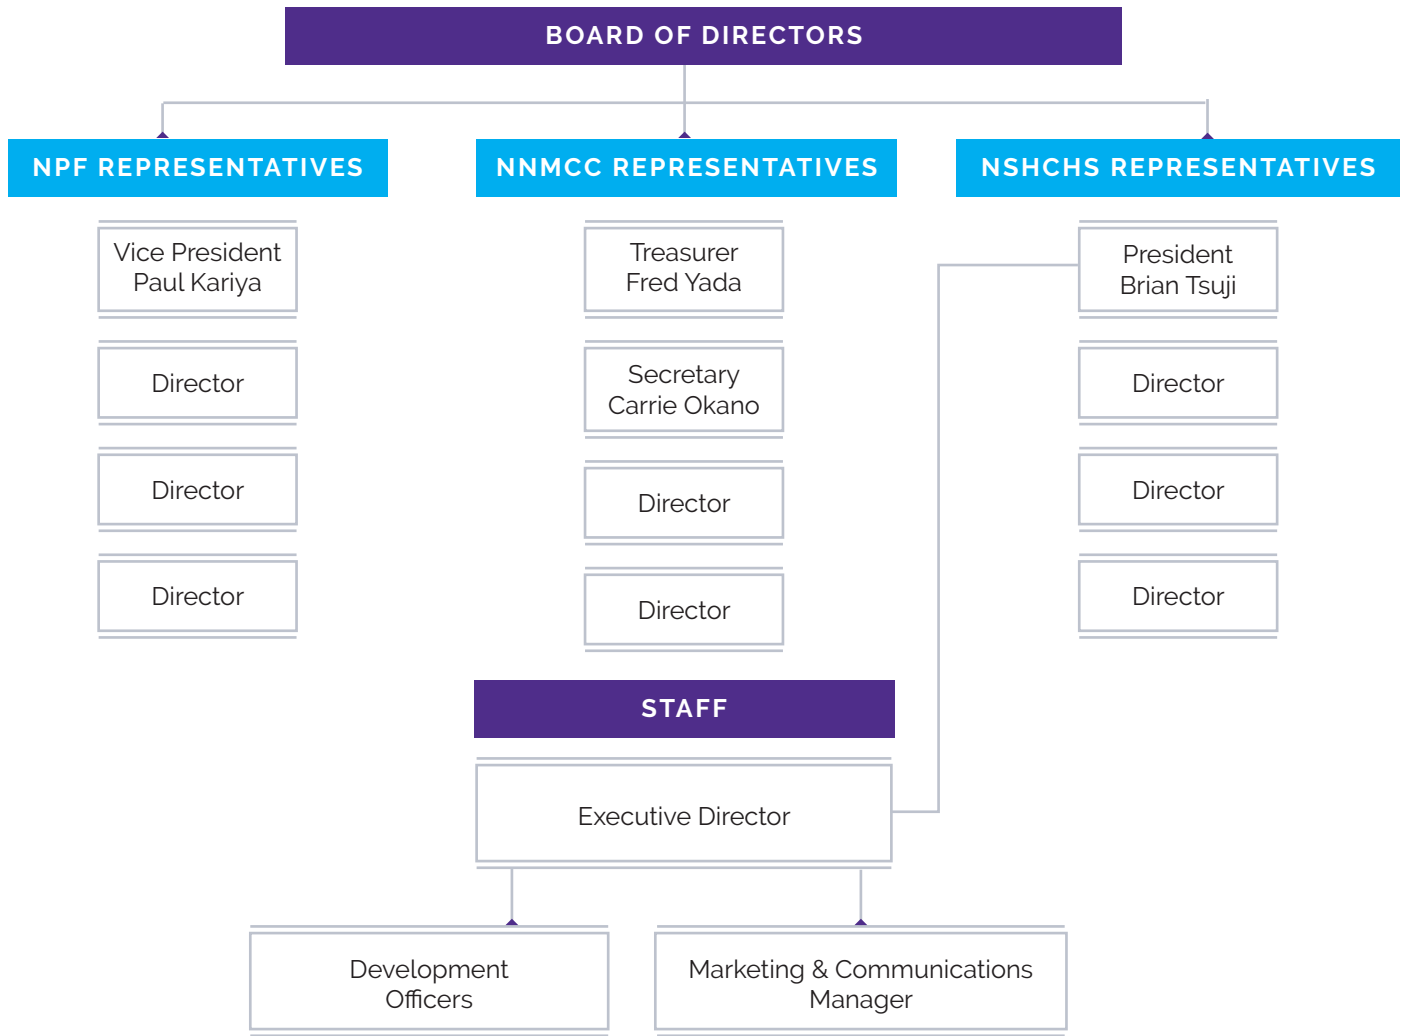 BOARD OF DIRECTORS
NPF REPRESENTATIVES
Vice President
Paul Kariya
Director
Director
Director
NNMCC REPRESENTATIVES
Treasurer
Fred Yada
Secretary
Carrie Okano
Director
Director
NSHCHS REPRESENTATIVES
President
Brian Tsuji
Director
Director
Director
STAFF
Executive Director
Development
Officers
Marketing & Communications
Manager